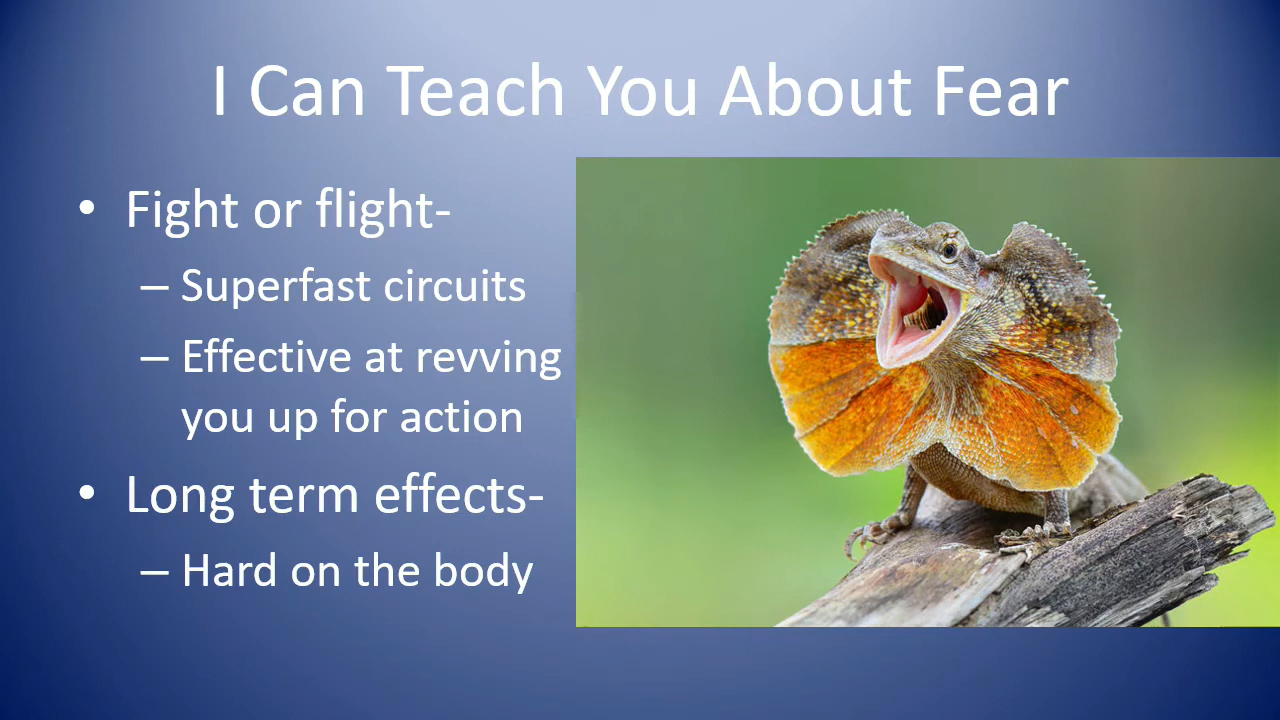 I Can Teach You About Fear
• Fight or flight-
– Superfast circuits
– Effective at revving
you up for action
• Long term effects-
– Hard on the body